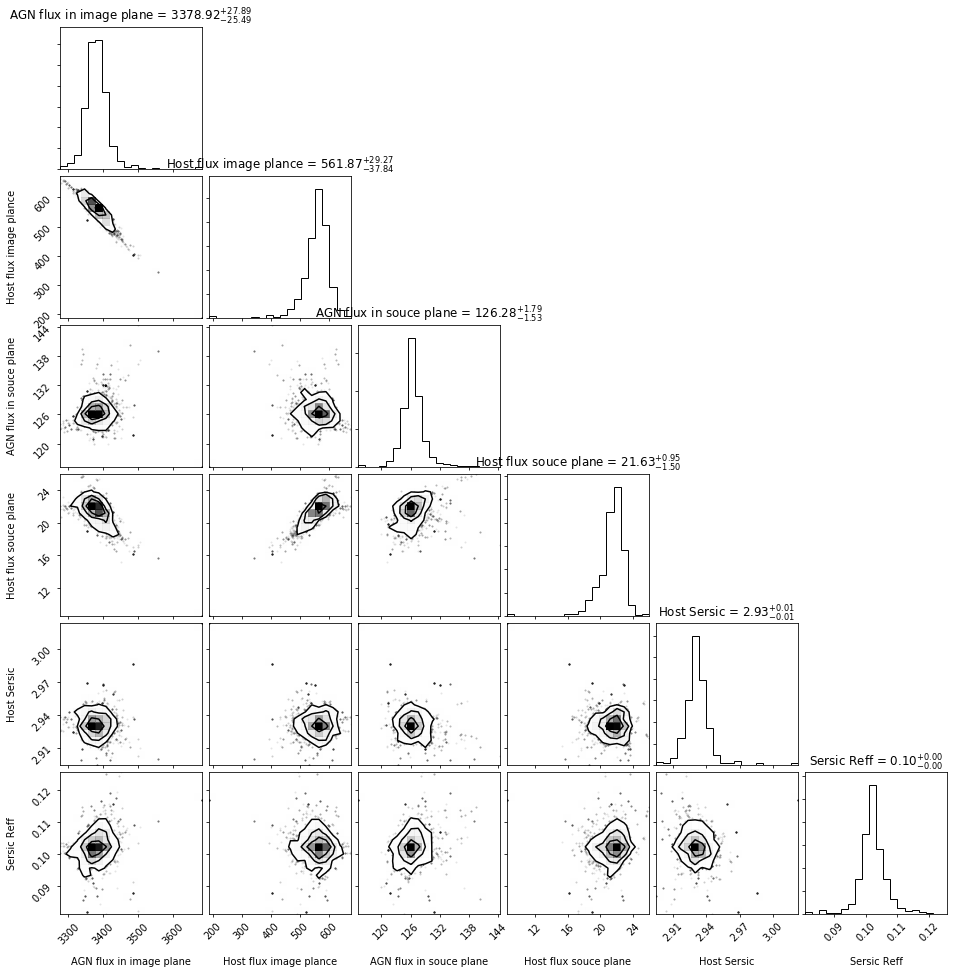 AGN flux in image plane = 3378.92+27.89 −25.49
Host flux image plance = 561.87+29.27 −37.84
Host flux image plance
600
500
400
300
200
AGN flux in souce plane = 126.28+1.79 −1.53
AGN flux in souce plane
144
138
132
126
120
Host flux souce plane = 21.63+0.95 −1.50
Host flux souce plane
24
20
16
12
Host Sersic = 2.93+0.01 −0.01
Host Sersic
3.00
2.97
2.94
2.91
Sersic Reff = 0.10+0.00 −0.00
Sersic Reff
0.12
0.11
0.10
0.09
3300 3400 3500 3600
200 300 400 500 600
120 126 132 138 144
12 16 20 24
2.91 2.94 2.97 3.00
0.09 0.10 0.11 0.12
AGN flux in image plane
Host flux image plance
AGN flux in souce plane
Host flux souce plane
Host Sersic
Sersic Reff